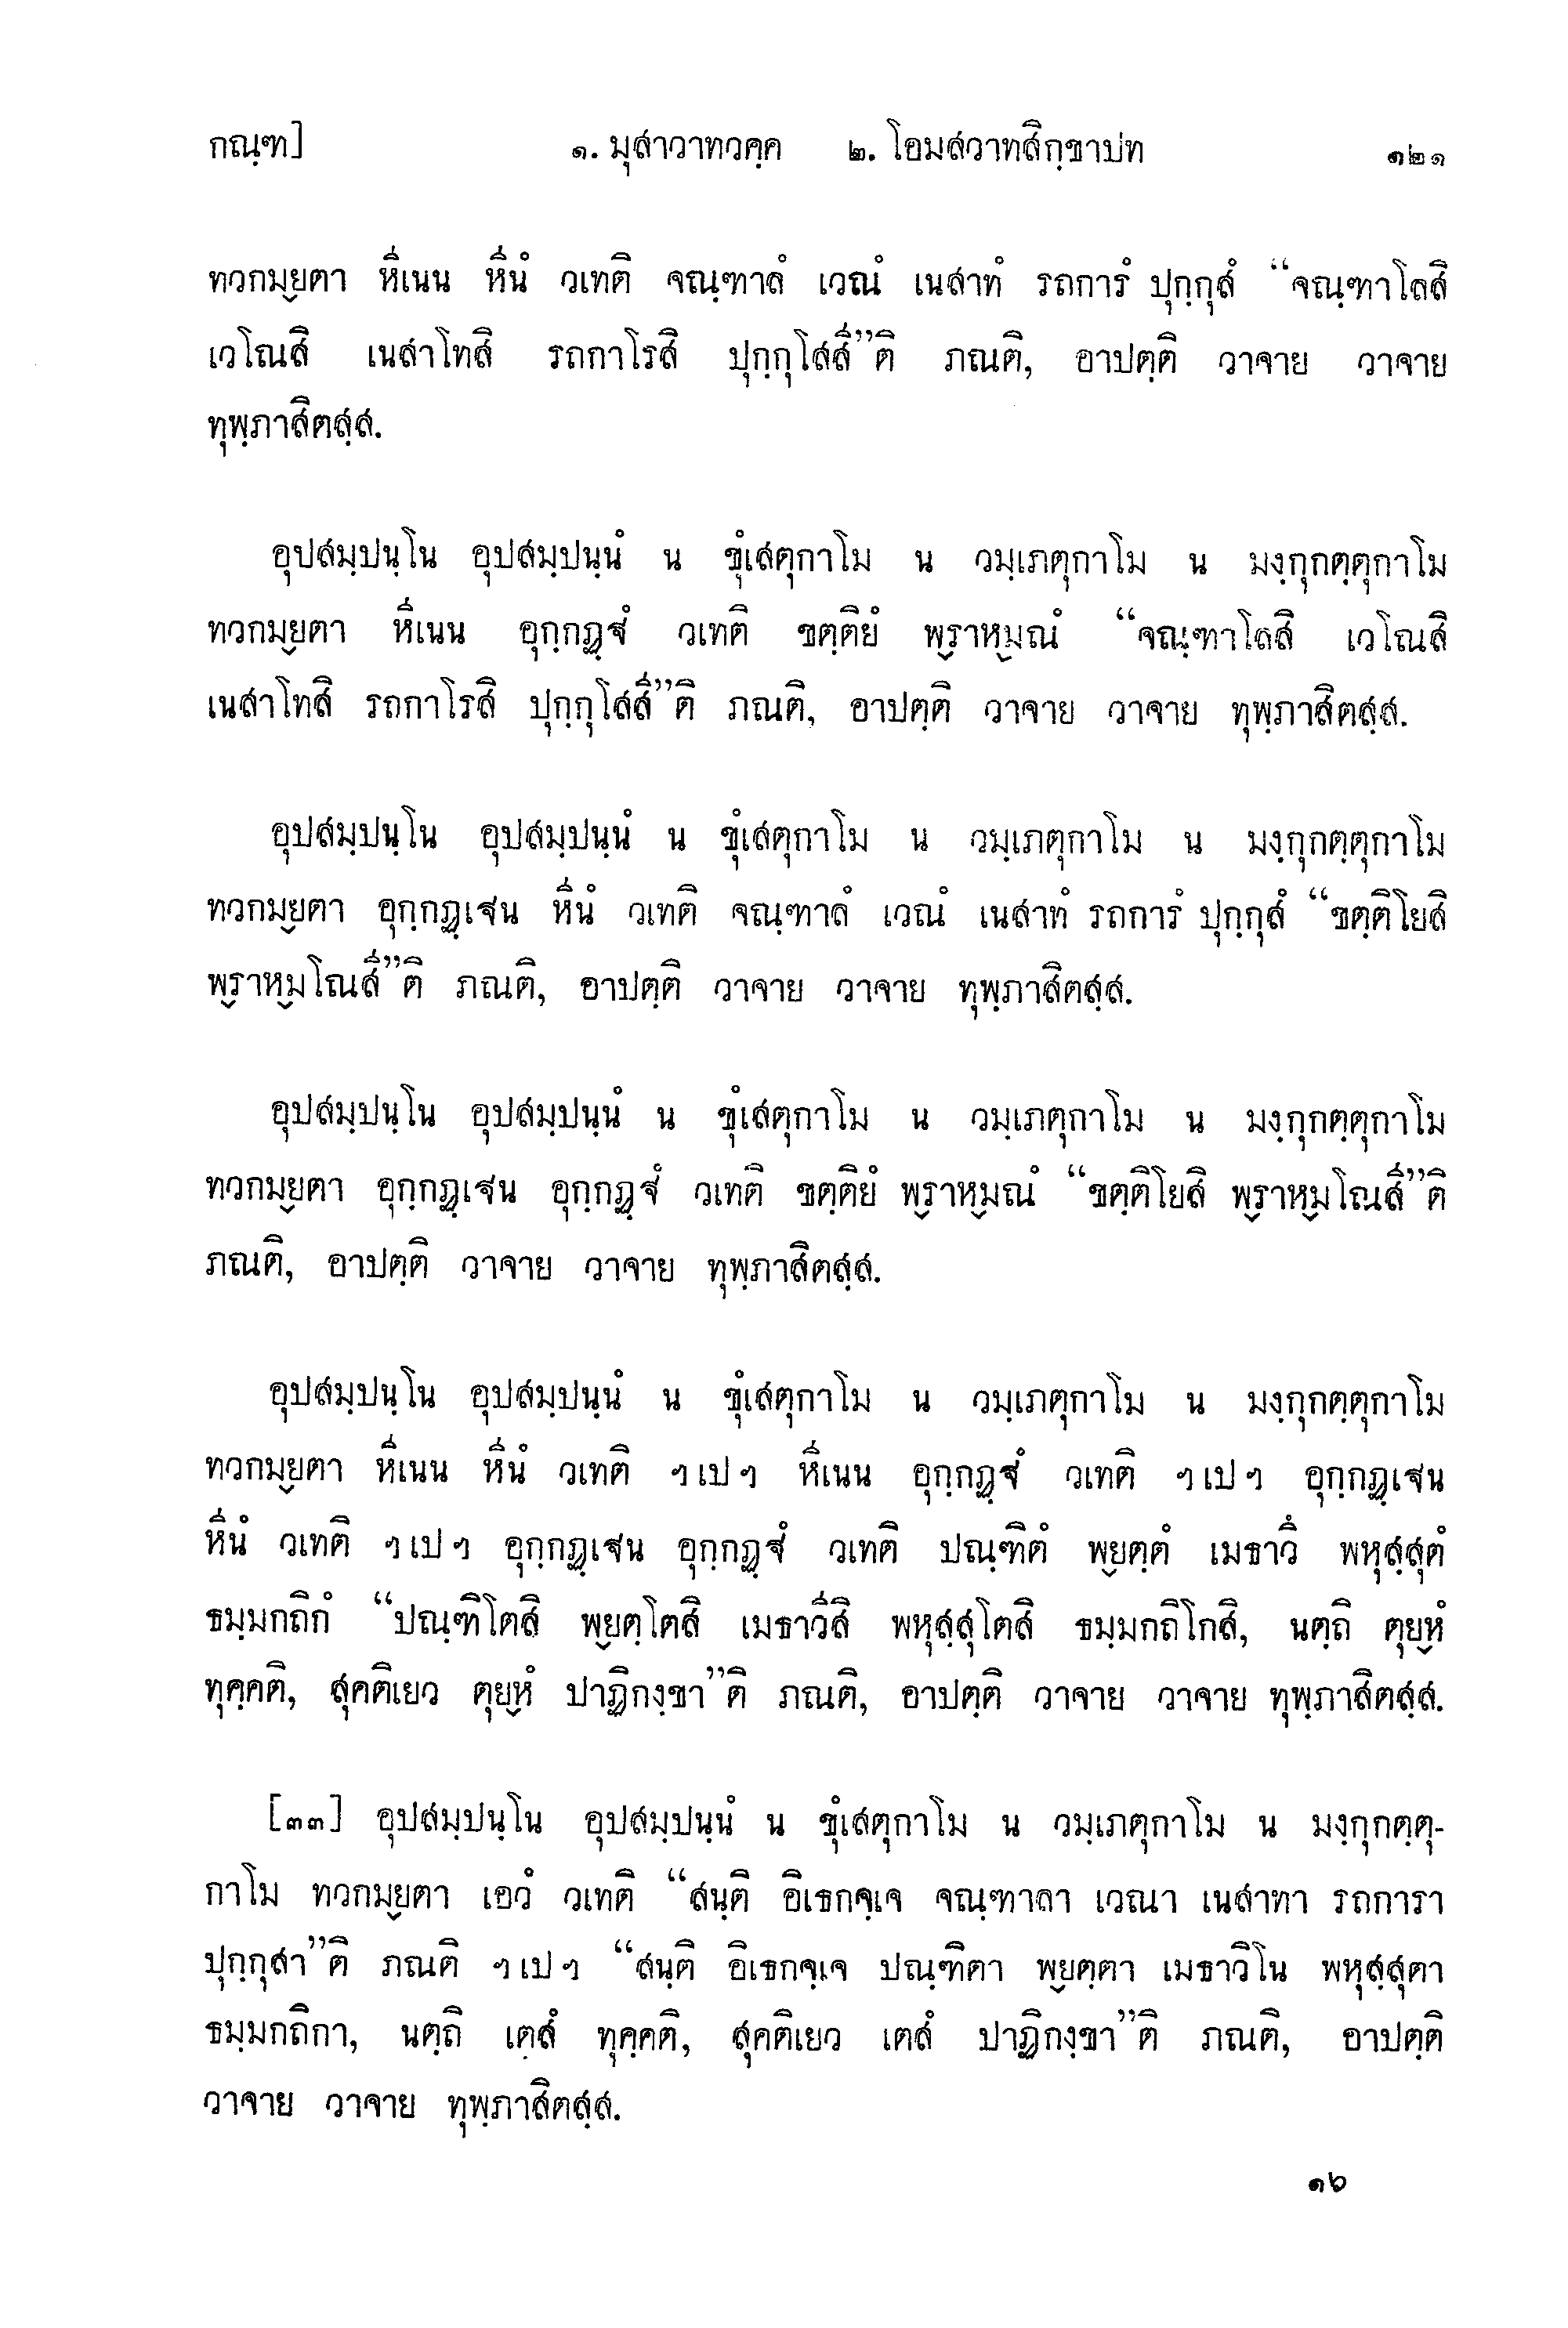 กณฺฑ] ๑. มุสาวาทวคฺค ๒. โอมสวาทสิกฺขาบท ๑๒๑
ทวกมฺยตา หีเนน หีนํ วเทติ จณฺฑาลํ เวณํ เนสาทํ รถการํ ปุกฺกุสํ “จณฺฑาโลสิ
เวโณสิ เนสาโทสิ รถกาโรสิ ปุกฺกุโสสี”ติ ภณติ, อาปตฺติ วาจาย วาจาย
ทุพฺภาสิตสฺส.
อุปสมฺปนฺโน อุปสมฺปนฺนํ น ขุํเสตุกาโม น วมฺเภตุกาโม น มงฺกุกตฺตุกาโม
ทวกมฺยตา หีเนน อุกฺกฏฺฐํ วเทติ ขตฺติยํ พฺราหฺมณํ “จณฺฑาโลสิ เวโณสิ
เนสาโทสิ รถกาโรสิ ปุกฺกุโสสี”ติ ภณติ, อาปตฺติ วาจาย วาจาย ทุพฺภาสิตสฺส.
อุปสมฺปนฺโน อุปสมฺปนฺนํ น ขุํเสตุกาโม น วมฺเภตุกาโม น มงฺกุกตฺตุกาโม
ทวกมฺยตา อุกฺกฏฺเฐน หีนํ วเทติ จณฺฑาลํ เวณํ เนสาทํ รถการํ ปุกฺกุสํ “ขตฺติโยสิ
พฺราหฺมโณสี”ติ ภณติ, อาปตฺติ วาจาย วาจาย ทุพฺภาสิตสฺส.
อุปสมฺปนฺโน อุปสมฺปนฺนํ น ขุํเสตุกาโม น วมฺเภตุกาโม น มงฺกุกตฺตุกาโม
ทวกมฺยตา อุกฺกฏฺเฐน อุกฺกฏฺฐํ วเทติ ขตฺติยํ พฺราหฺมณํ “ขตฺติโยสิ พฺราหฺมโณสี”ติ
ภณติ, อาปตฺติ วาจาย วาจาย ทุพฺภาสิตสฺส.
อุปสมฺปนฺโน อุปสมฺปนฺนํ น ขุํเสตุกาโม น วมฺเภตุกาโม น มงฺกุกตฺตุกาโม
ทวกมฺยตา หีเนน หีนํ วเทติ ฯเปฯ หีเนน อุกฺกฏฺฐํ วเทติ ฯเปฯ อุกฺกฏฺเฐน
หีนํ วเทติ ฯเปฯ อุกฺกฏฺเฐน อุกฺกฏฺฐํ วเทติ ปณฺฑิตํ พฺยตฺตํ เมธาวึ พหุสฺสุตํ
ธมฺมกถิกํ “ปณฺฑิโตสิ พฺยตฺโตสิ เมธาวีสิ พหุสฺสุโตสิ ธมฺมกถิโกสิ, นตฺถิ ตุยฺหํ
ทุคฺคติ, สุคติเยว ตุยฺหํ ปาฏิกงฺขา”ติ ภณติ, อาปตฺติ วาจาย วาจาย ทุพฺภาสิตสฺส.
[๓๓] อุปสมฺปนฺโน อุปสมฺปนฺนํ น ขุํเสตุกาโม น วมฺเภตุกาโม น มงฺกุกตฺตุ-
กาโม ทวกมฺยตา เอวํ วเทติ “สนฺติ อิเธกจฺเจ จณฺฑาลา เวณา เนสาทา รถการา
ปุกฺกุสา”ติ ภณติ ฯเปฯ “สนฺติ อิเธกจฺเจ ปณฺฑิตา พฺยตฺตา เมธาวิโน พหุสฺสุตา
ธมฺมกถิกา, นตฺถิ เตสํ ทุคฺคติ, สุคติเยว เตสํ ปาฏิกงฺขา”ติ ภณติ, อาปตฺติ
วาจาย วาจาย ทุพฺภาสิตสฺส.
๑๖